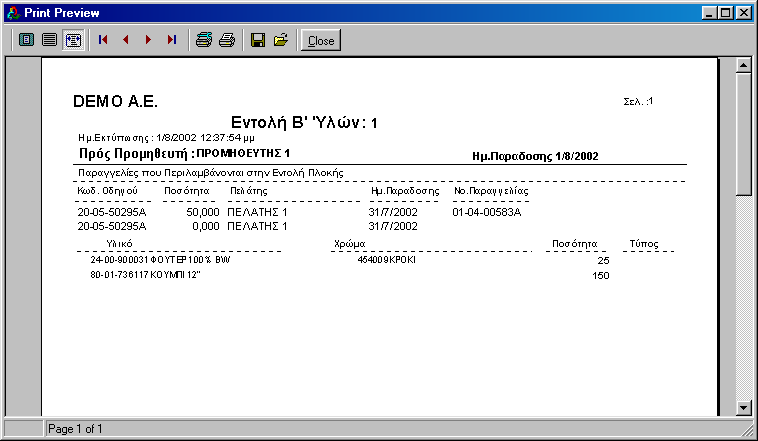 Print Preview
Close
DEMO A.E.
Σελ. :1
Εντολή Β' Ύλών: 1
Ημ.Εκτύπωσης : 1/8/2002 12:37:54 μμ
Πρός Προμηθευτή : ΠΡΟΜΗΘΕΥΤΗΣ 1 Ημ.Παραδοσης 1/8/2002
Παραγγελίες που Περιλαμβάνονται στην Εντολή Πλοκής
Κωδ. Οδηγού Ποσότητα Πελάτης Ημ.Παραδοσης Νο.Παραγγελίας
20-05-50295A 50,000 ΠΕΛΑΤΗΣ 1 31/7/2002 01-04-00583A
20-05-50295A 0,000 ΠΕΛΑΤΗΣ 1 31/7/2002
Υλικό Χρώμα Ποσότητα Τύπος
24-00-900031 ΦΟΥΤΕΡ 100% BW 454009 ΚΡΟΚΙ 25
80-01-736117 ΚΟΥΜΠΙ 12'' 150
Page 1 of 1